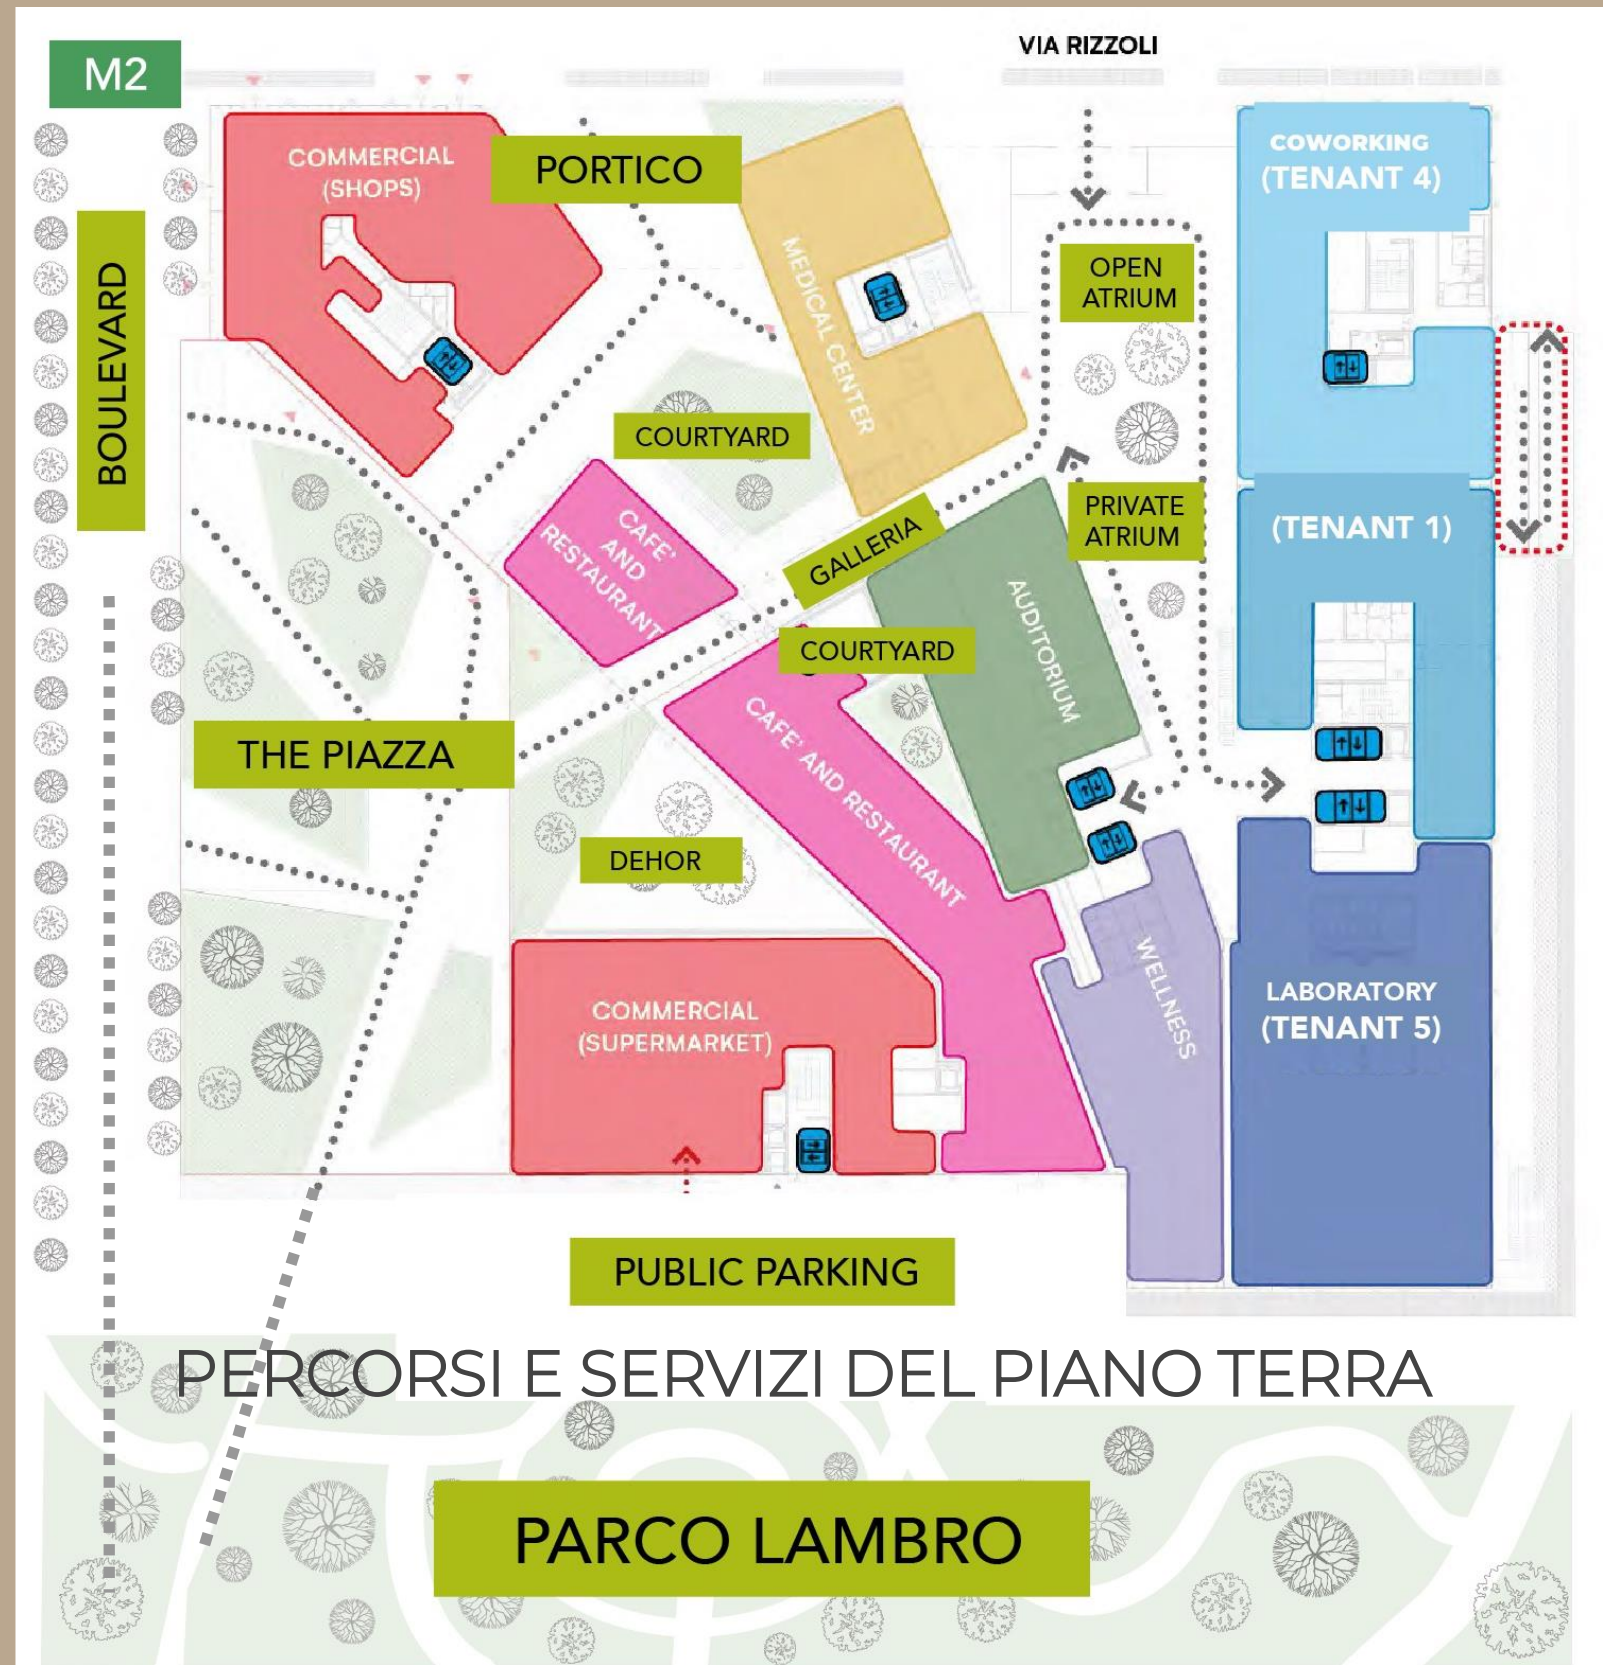 VIA RIZZOLI
M2
COMMERCIAL
(SHOPS)
PORTICO
COWORKING
(TENANT 4)
BOULEVARD
MEDICAL CENTER
OPEN
ATRIUM
COURTYARD
CAFE'
AND
RESTAURANT
GALLERIA
PRIVATE
ATRIUM
(TENANT 1)
AUDITORIUM
COURTYARD
THE PIAZZA
CAFE' AND RESTAURANT
DEHOR
WELLNESS
COMMERCIAL
(SUPERMARKET)
LABORATORY
(TENANT 5)
PUBLIC PARKING
PERCORSI E SERVIZI DEL PIANO TERRA
PARCO LAMBRO